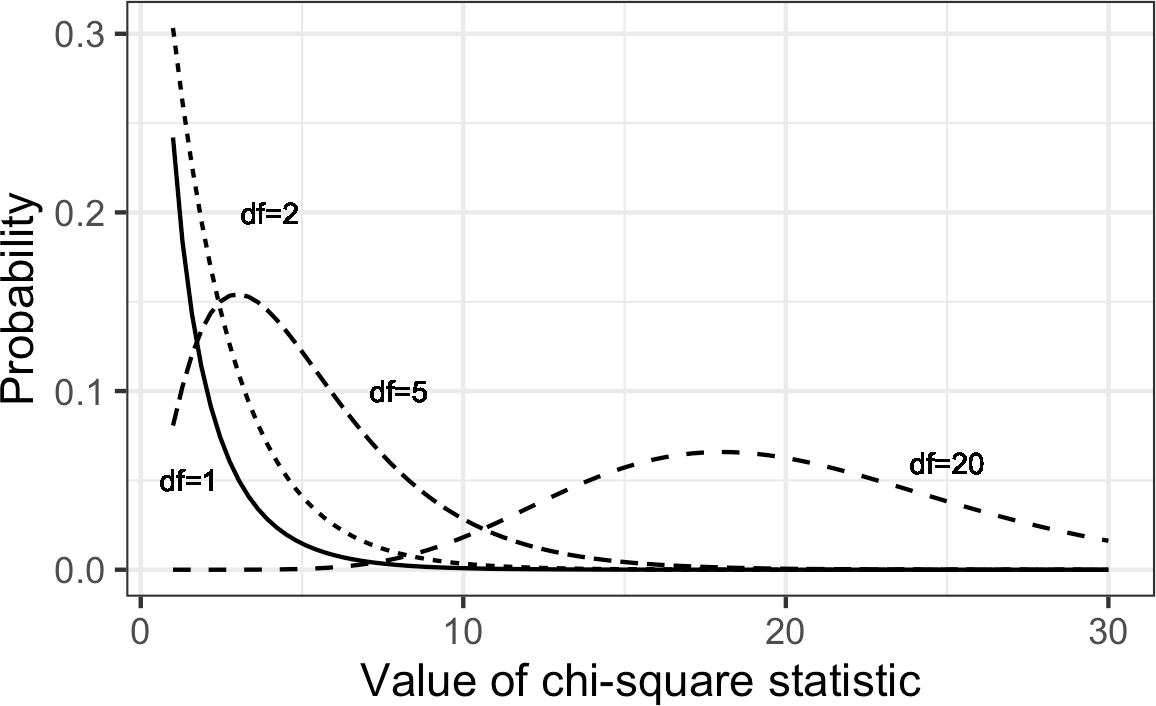 0.3
0.2
0.1
0.0
Probability
df=2
df=5
df=1
df=20
0 10 20 30
Value of chi-square statistic